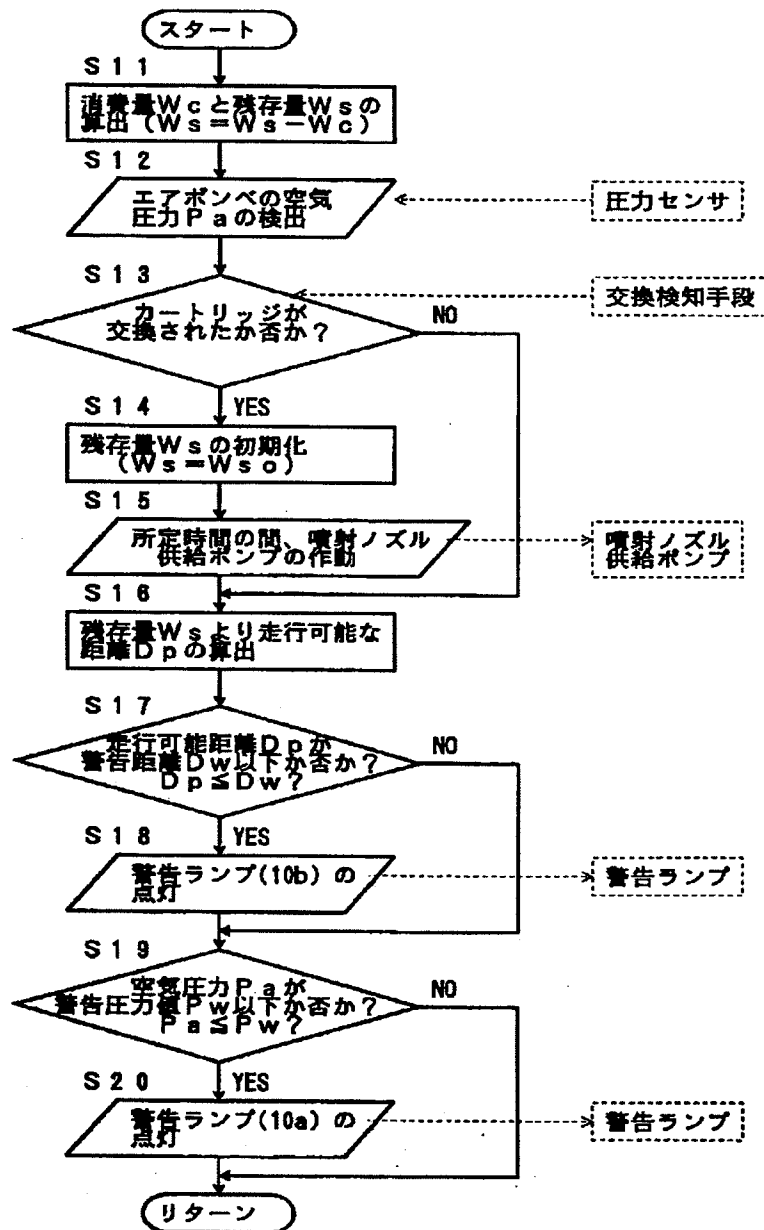 スタート
S11
消費量Wcと残存量Wsの
算出(Ws=Ws−Wc)
S12
エアボンベの空気
圧力Paの検出
圧力センサ
S13
カートリッジが
交換されたか否か?
交換検知手段
NO
S14
YES
残存量Wsの初期化
(Ws=Wso)
S15
所定時間の間、噴射ノズル
供給ポンプの作動
噴射ノズル
供給ポンプ
S16
残存量Wsより走行可能な
距離Dpの算出
S17
走行可能距離Dpが
警告距離Dw以下か否か?
Dp≦Dw?
NO
S18
YES
警告ランプ(10b)の
点灯
警告ランプ
S19
空気圧力Paが
警告圧力値Pw以下か否か?
Pa≦Pw?
NO
S20
YES
警告ランプ(10a)の
点灯
警告ランプ
リターン